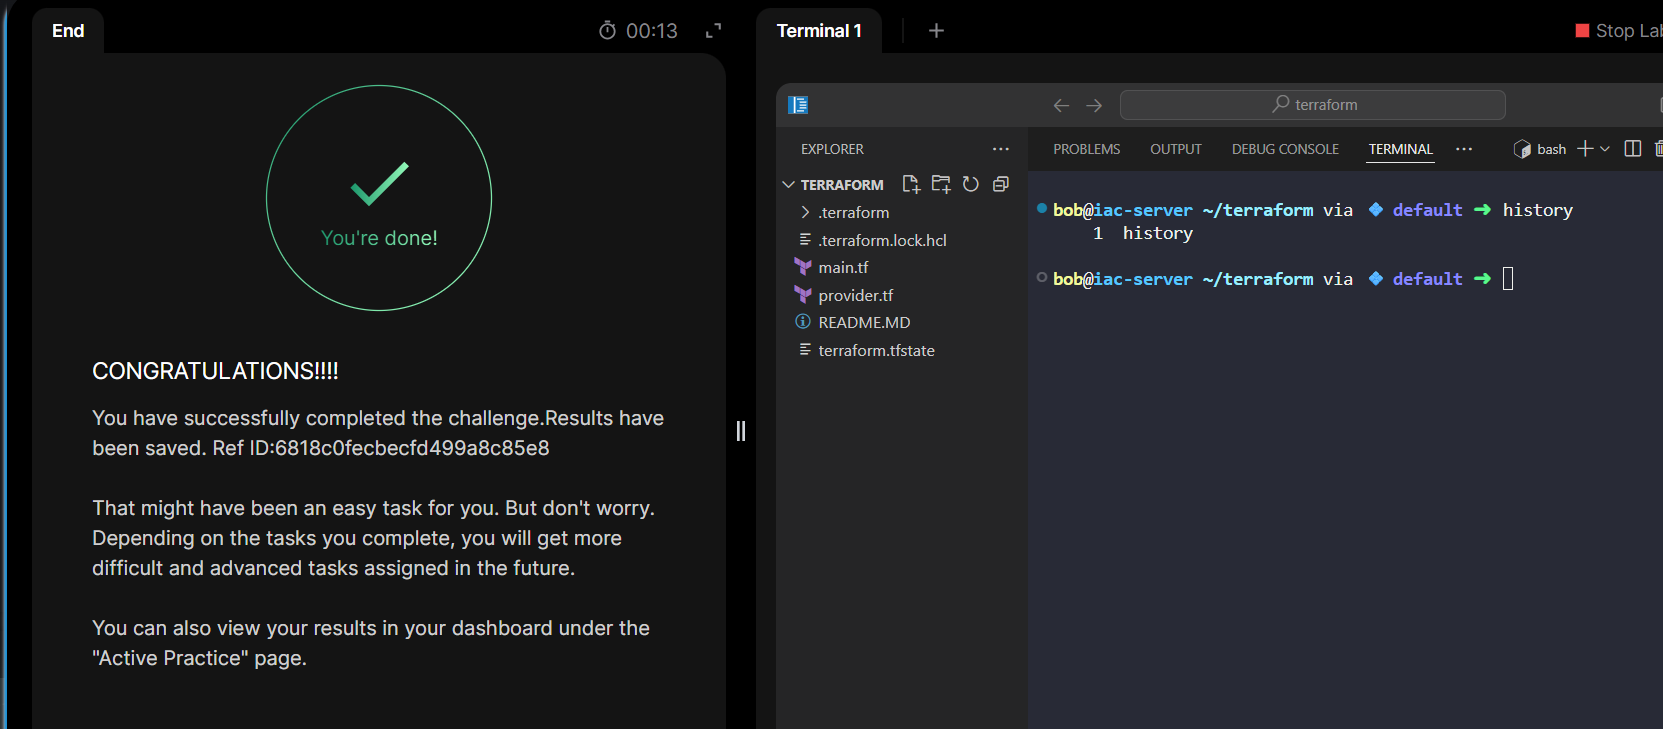 End
00:13
You're done!
CONGRATULATIONS!!!!
You have successfully completed the challenge.Results have
been saved. Ref ID:6818c0fecbecfd499a8c85e8
That might have been an easy task for you. But don't worry.
Depending on the tasks you complete, you will get more
difficult and advanced tasks assigned in the future.
You can also view your results in your dashboard under the
"Active Practice" page.
Terminal 1
Stop Lab
terraform
EXPLORER
TERRAFORM
.terraform
.terraform.lock.hcl
main.tf
provider.tf
README.MD
terraform.tfstate
PROBLEMS OUTPUT DEBUG CONSOLE TERMINAL ··· bash
bob@iac-server ~/terraform via default ➜ history
1 history
bob@iac-server ~/terraform via default ➜